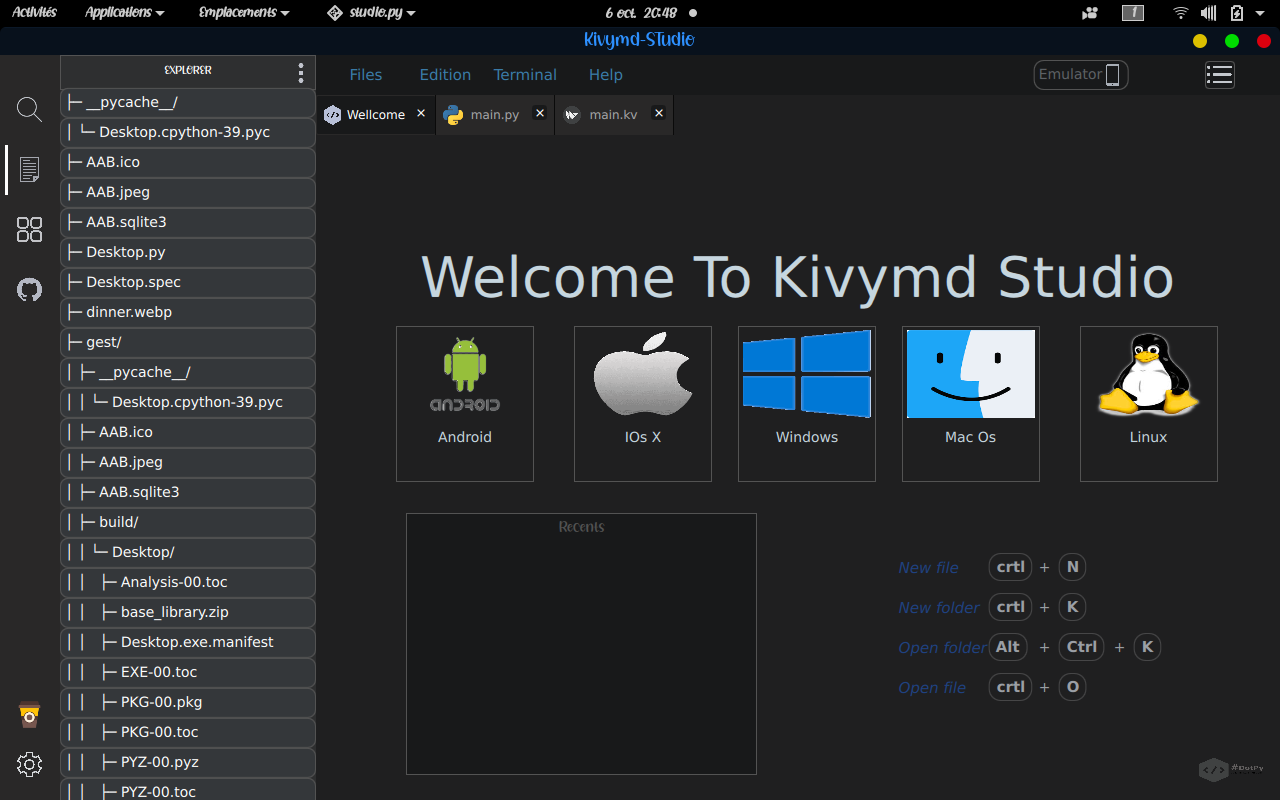 Activités Applications Emplacements studio.py 6 oct. 20:48 1
Kivymd-Studio
EXPLORER
Files Edition Terminal Help Emulator
Wellcome main.py main.kv
├─ __pycache__/
│ └─ Desktop.cpython-39.pyc
├─ AAB.ico
├─ AAB.jpeg
├─ AAB.sqlite3
├─ Desktop.py
├─ Desktop.spec
├─ dinner.webp
├─ gest/
│ ├─ __pycache__/
│ │ └─ Desktop.cpython-39.pyc
│ ├─ AAB.ico
│ ├─ AAB.jpeg
│ ├─ AAB.sqlite3
│ ├─ build/
│ │ └─ Desktop/
│ │ ├─ Analysis-00.toc
│ │ ├─ base_library.zip
│ │ ├─ Desktop.exe.manifest
│ │ ├─ EXE-00.toc
│ │ ├─ PKG-00.pkg
│ │ ├─ PKG-00.toc
│ │ ├─ PYZ-00.pyz
│ │ ├─ PYZ-00.toc
Welcome To Kivymd Studio
ANDROID
Android IOs X Windows Mac Os Linux
Recents
New file crtl + N
New folder crtl + K
Open folder Alt + Ctrl + K
Open file crtl + O
#DotPy